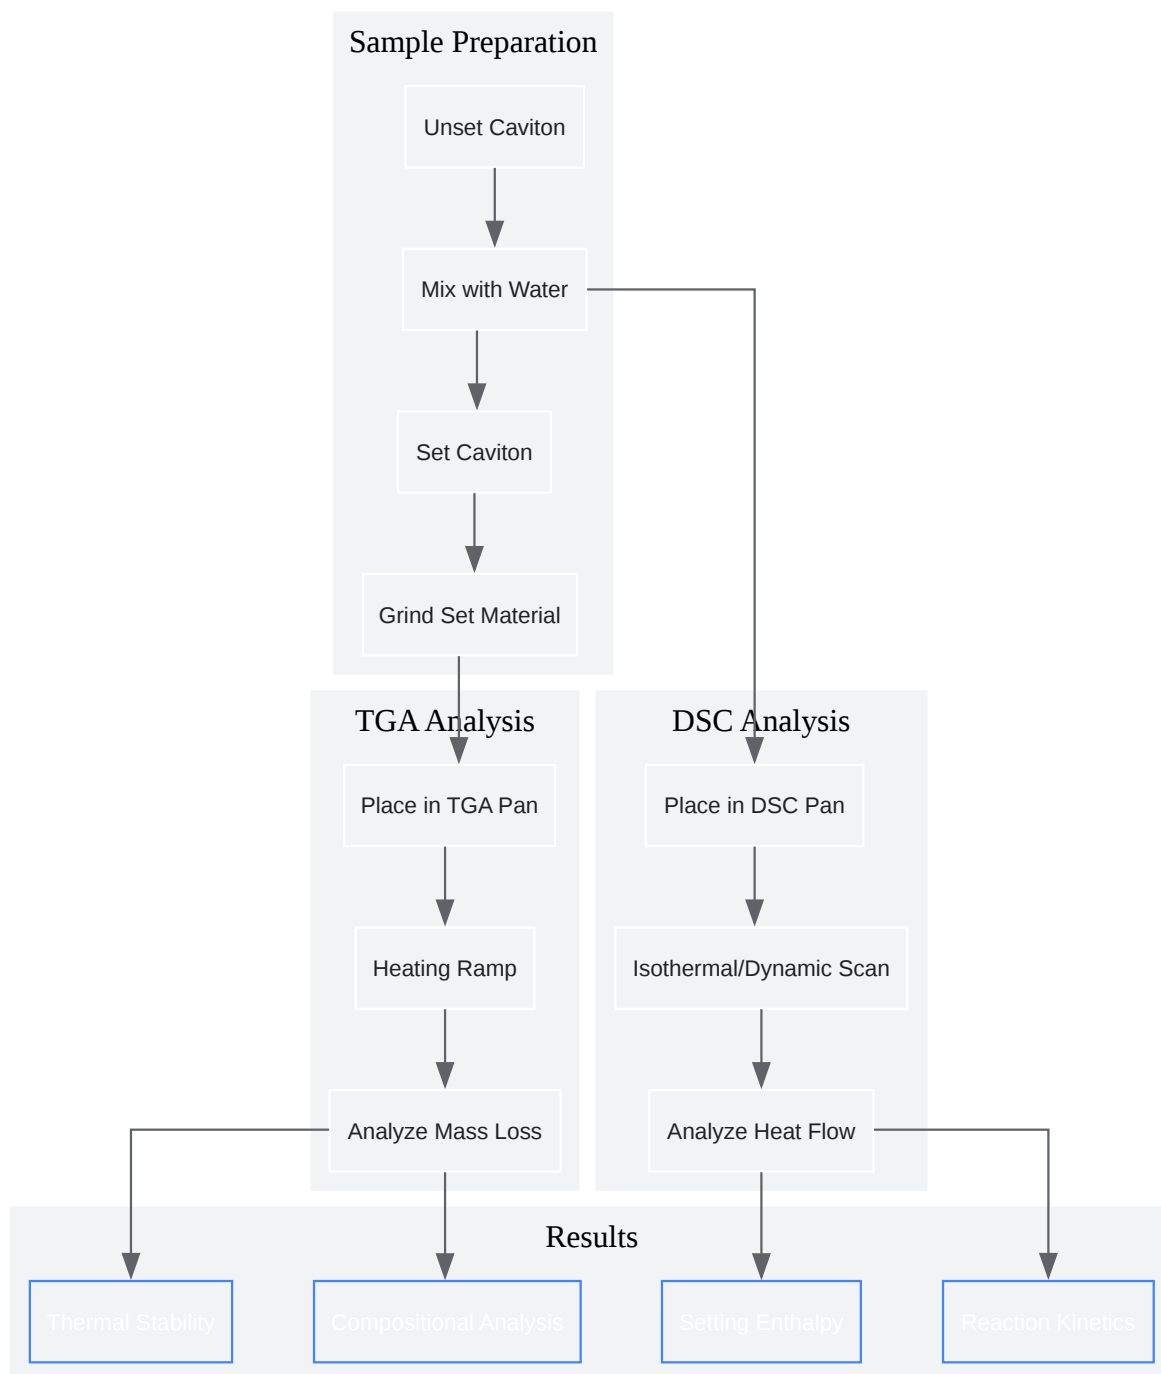 Sample Preparation
Unset Caviton
Mix with Water
Set Caviton
Grind Set Material
TGA Analysis
DSC Analysis
Place in TGA Pan
Place in DSC Pan
Heating Ramp
Isothermal/Dynamic Scan
Analyze Mass Loss
Analyze Heat Flow
Results
Thermal Stability
Compositional Analysis
Setting Enthalpy
Reaction Kinetics